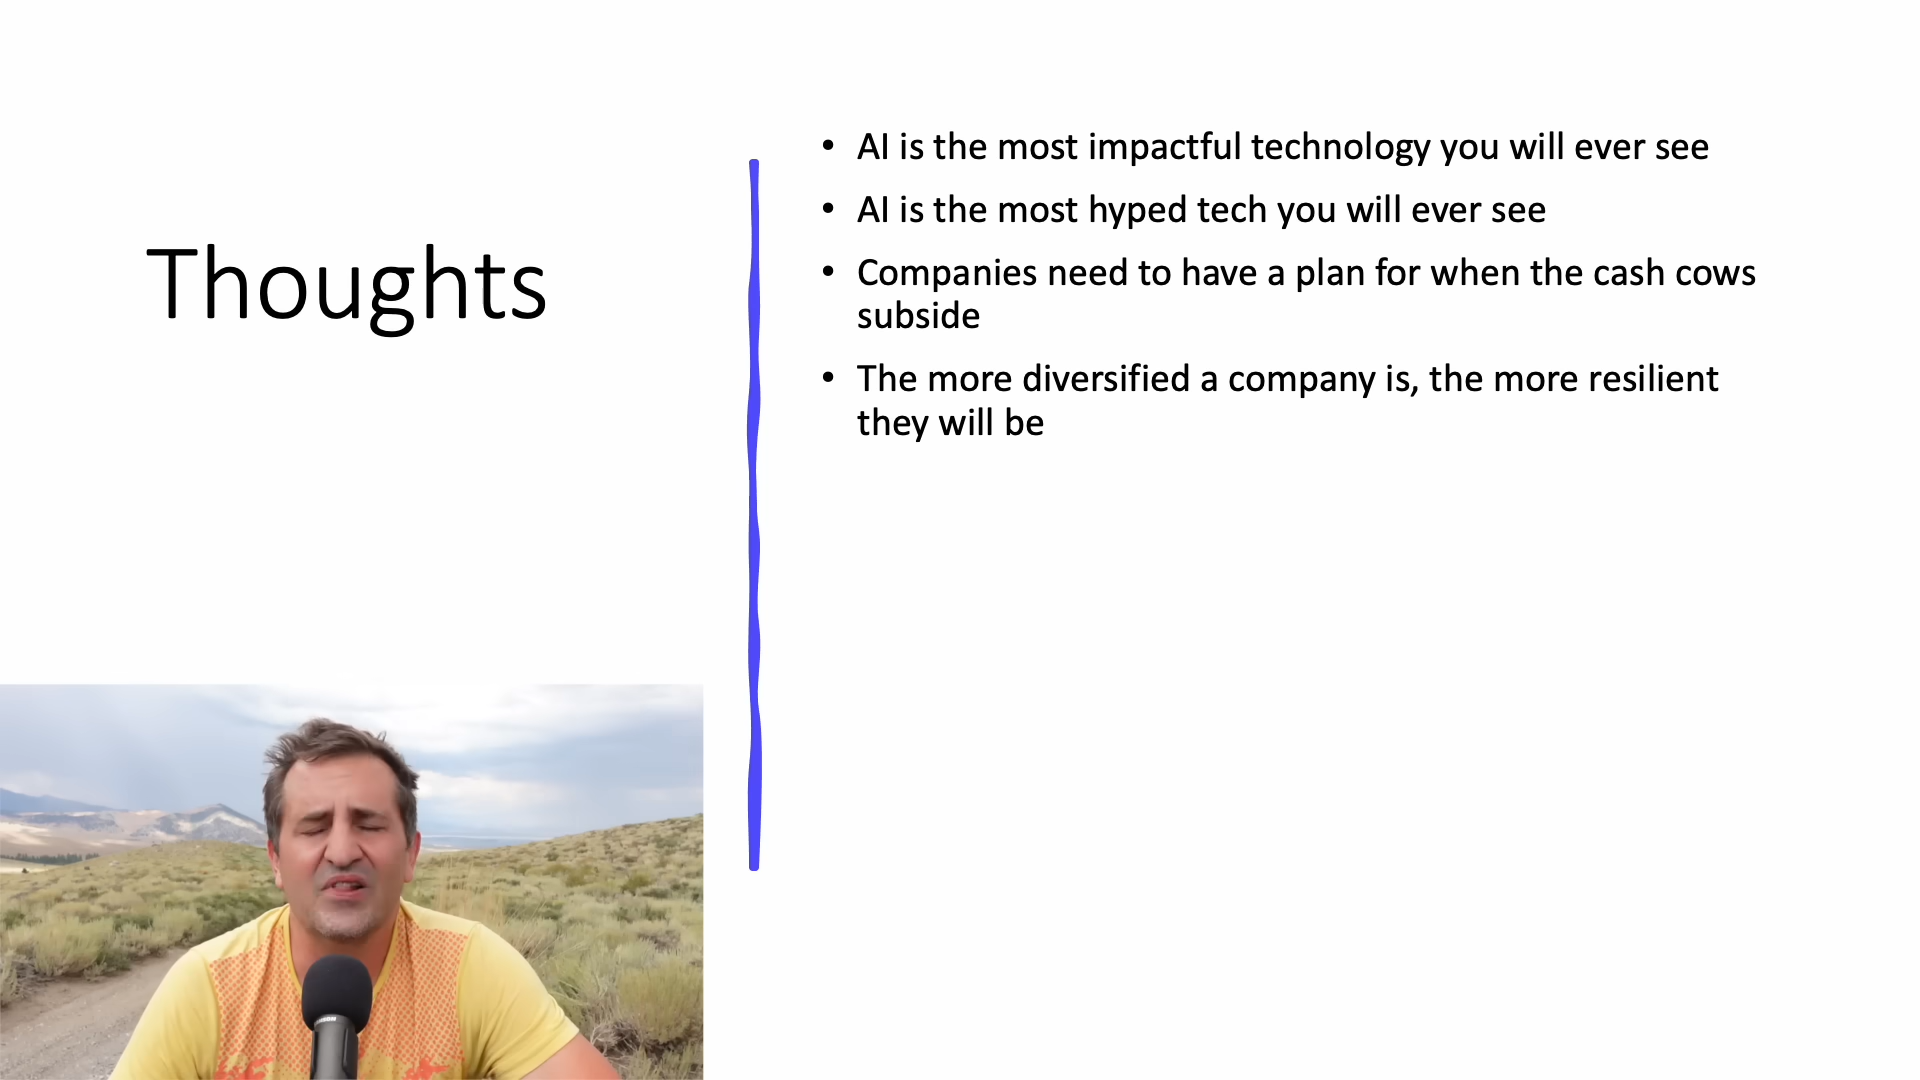 Thoughts
• AI is the most impactful technology you will ever see
• AI is the most hyped tech you will ever see
• Companies need to have a plan for when the cash cows
subside
• The more diversified a company is, the more resilient
they will be